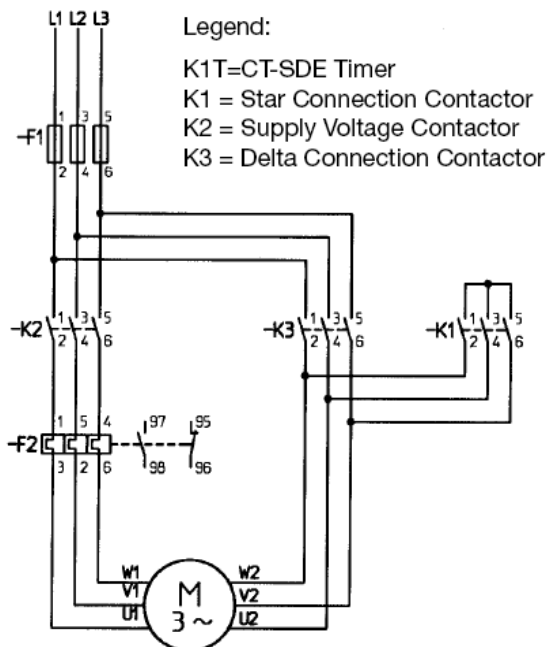 L1 L2 L3
Legend:
K1T=CT-SDE Timer
K1 = Star Connection Contactor
K2 = Supply Voltage Contactor
K3 = Delta Connection Contactor
1 3 5
-F1
2 4 6
-K2 1 3 5
2 4 6
-K3 1 3 5
2 4 6
-K1 1 3 5
2 4 6
1 5 4
-F2
3 2 6
97 95
98 96
W1 W2
V1 V2
U1 U2
M
3 ~